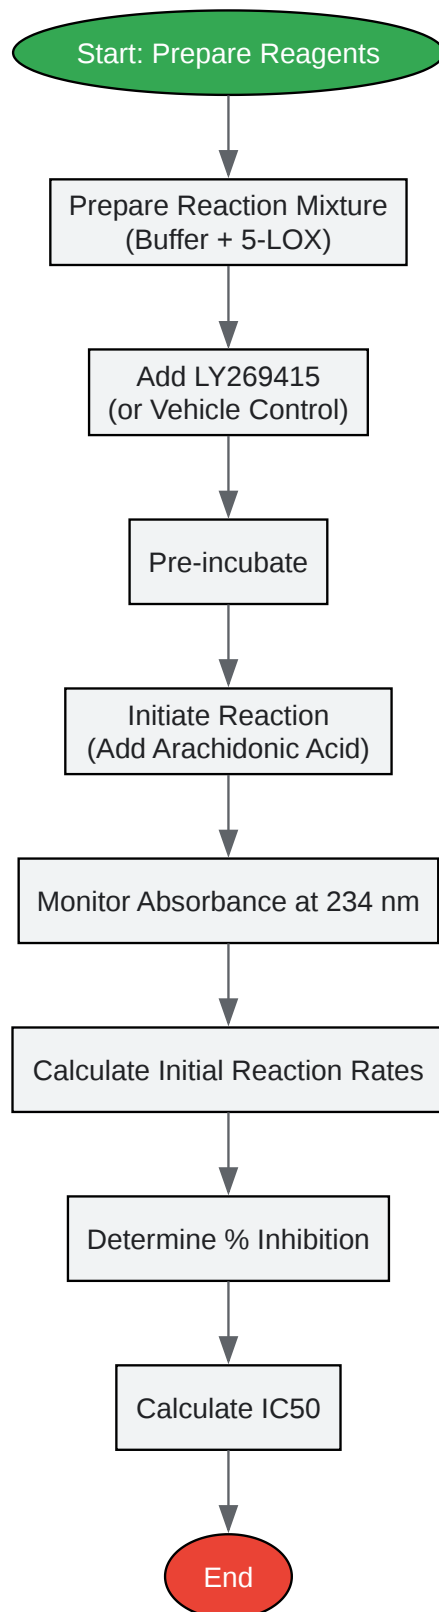 Start: Prepare Reagents
Prepare Reaction Mixture
(Buffer + 5-LOX)
Add LY269415
(or Vehicle Control)
Pre-incubate
Initiate Reaction
(Add Arachidonic Acid)
Monitor Absorbance at 234 nm
Calculate Initial Reaction Rates
Determine % Inhibition
Calculate IC50
End